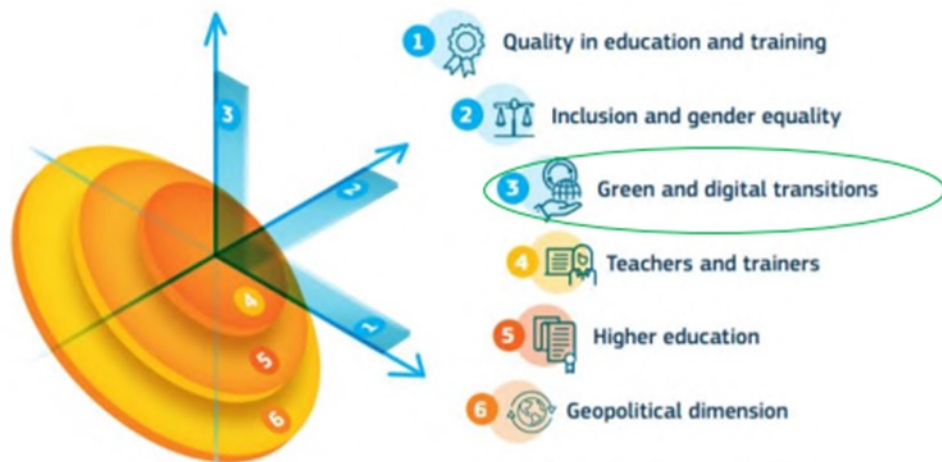 1 Quality in education and training
2 Inclusion and gender equality
3 Green and digital transitions
4 Teachers and trainers
5 Higher education
6 Geopolitical dimension
3
2
1
4
5
6